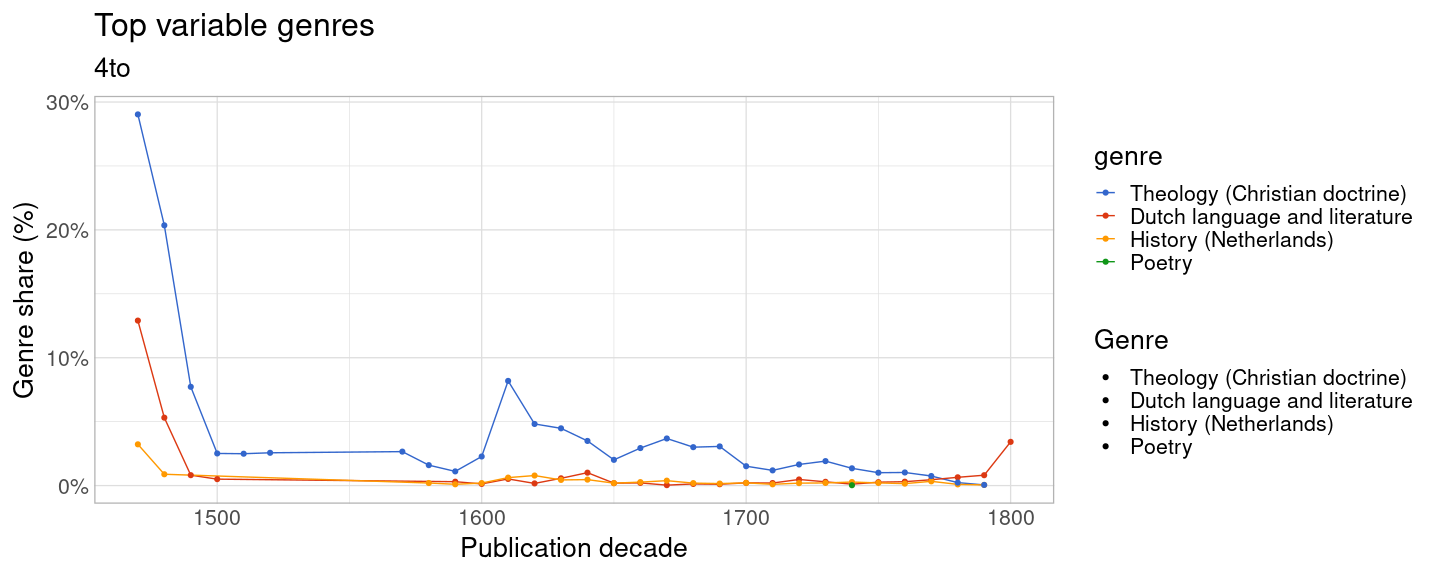 Top variable genres
4to
30%
20%
10%
0%
Genre share (%)
1500 1600 1700 1800
Publication decade
genre
Theology (Christian doctrine)
Dutch language and literature
History (Netherlands)
Poetry
Genre
Theology (Christian doctrine)
Dutch language and literature
History (Netherlands)
Poetry